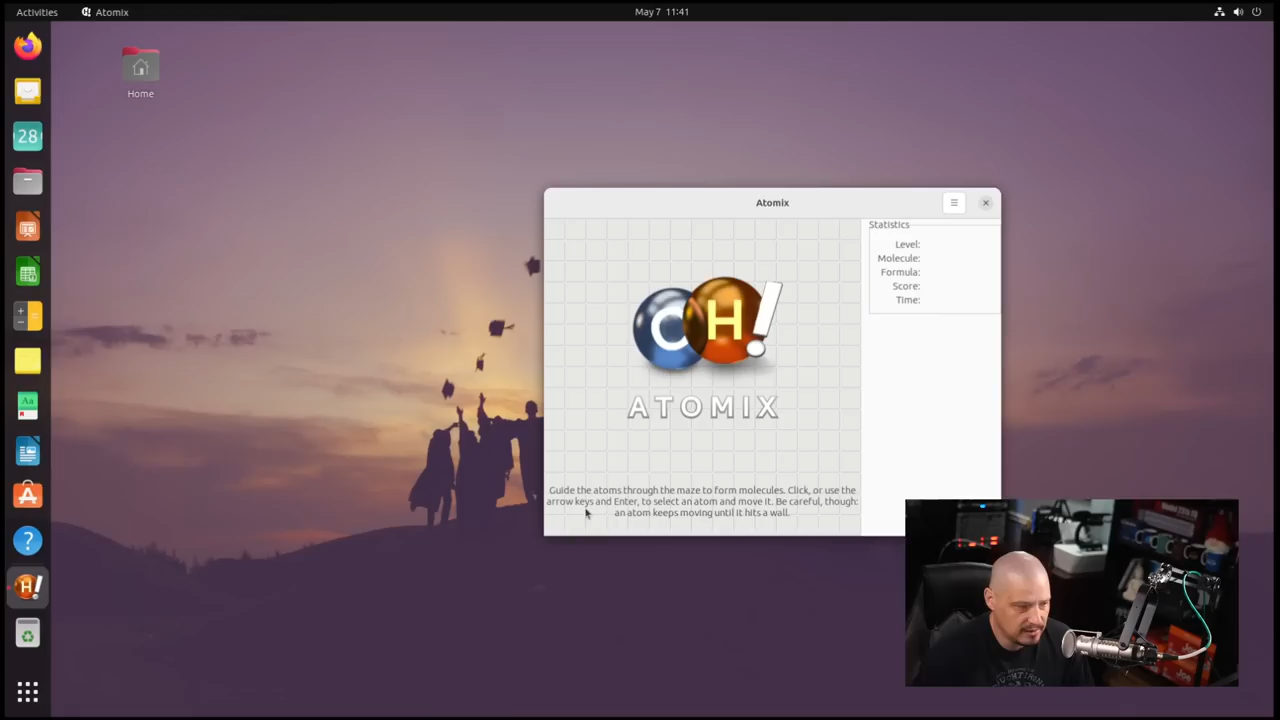 Activities
Atomix
May 7 11:41
28
Home
Aa
?
H!
Atomix
CH!
ATOMIX
Guide the atoms through the maze to form molecules. Click, or use the
arrow keys and Enter, to select an atom and move it. Be careful, though:
an atom keeps moving until it hits a wall.
Statistics
Level:
Molecule:
Formula:
Score:
Time: